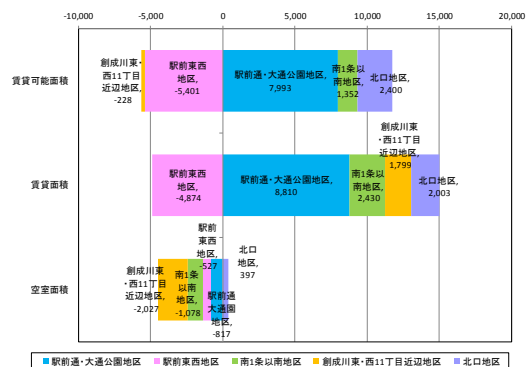 -10,000 -5,000 0 5,000 10,000 15,000 20,000
賃貸可能面積
創成川東・
西11丁目
近辺地区,
-228
駅前東西
地区,
-5,401
駅前通・大通公園地区,
7,993
南1条以
南地区,
1,352
北口地区,
2,400
賃貸面積
駅前東西
地区,
-4,874
駅前通・大通公園地区,
8,810
南1条以
南地区,
2,430
創成川東・
西11丁目
近辺地区,
1,799
北口地区,
2,003
空室面積
創成川東
・西11丁目
近辺地区,
-2,027
南1条
以南
地区,
-1,078
駅前
東西
地区,
-527
駅前通
大通園
地区,
-817
北口
地区,
397
駅前通・大通公園地区 駅前東西地区 南1条以南地区 創成川東・西11丁目近辺地区 北口地区